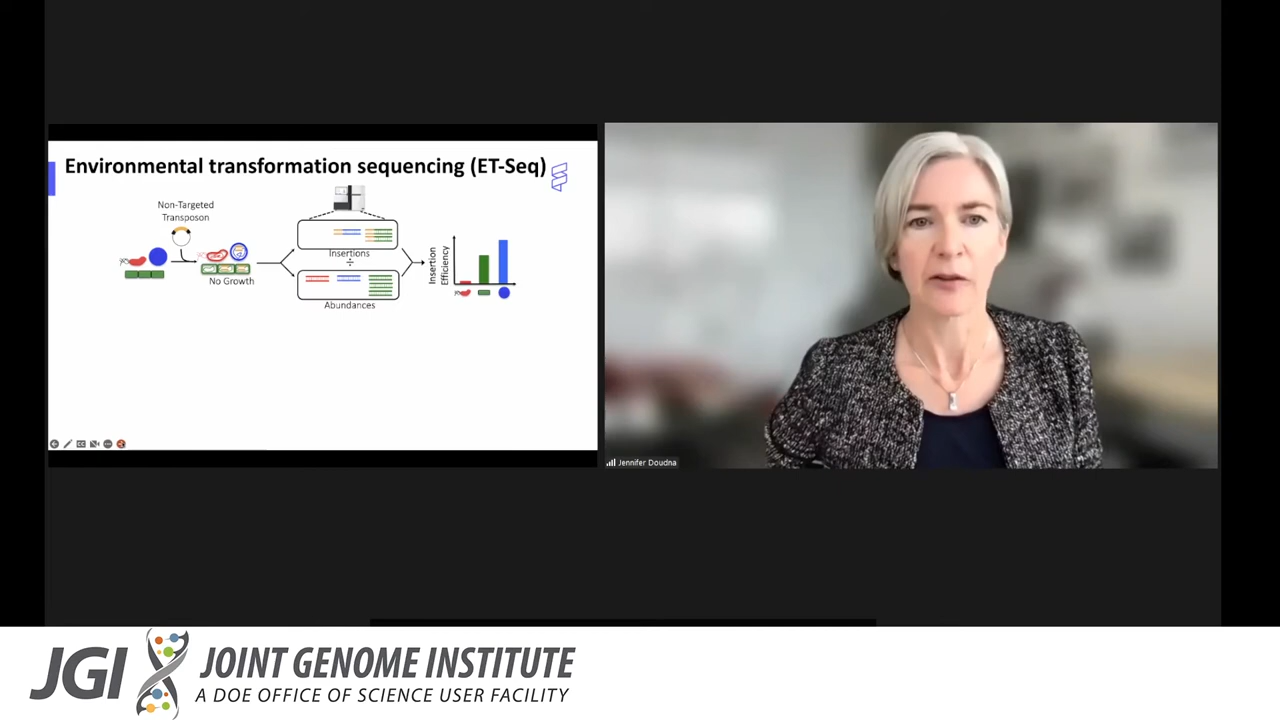 Environmental transformation sequencing (ET-Seq)
Non-Targeted
Transposon
No Growth
Insertions
÷
Abundances
Insertion
Efficiency
Jennifer Doudna
JGI JOINT GENOME INSTITUTE
A DOE OFFICE OF SCIENCE USER FACILITY